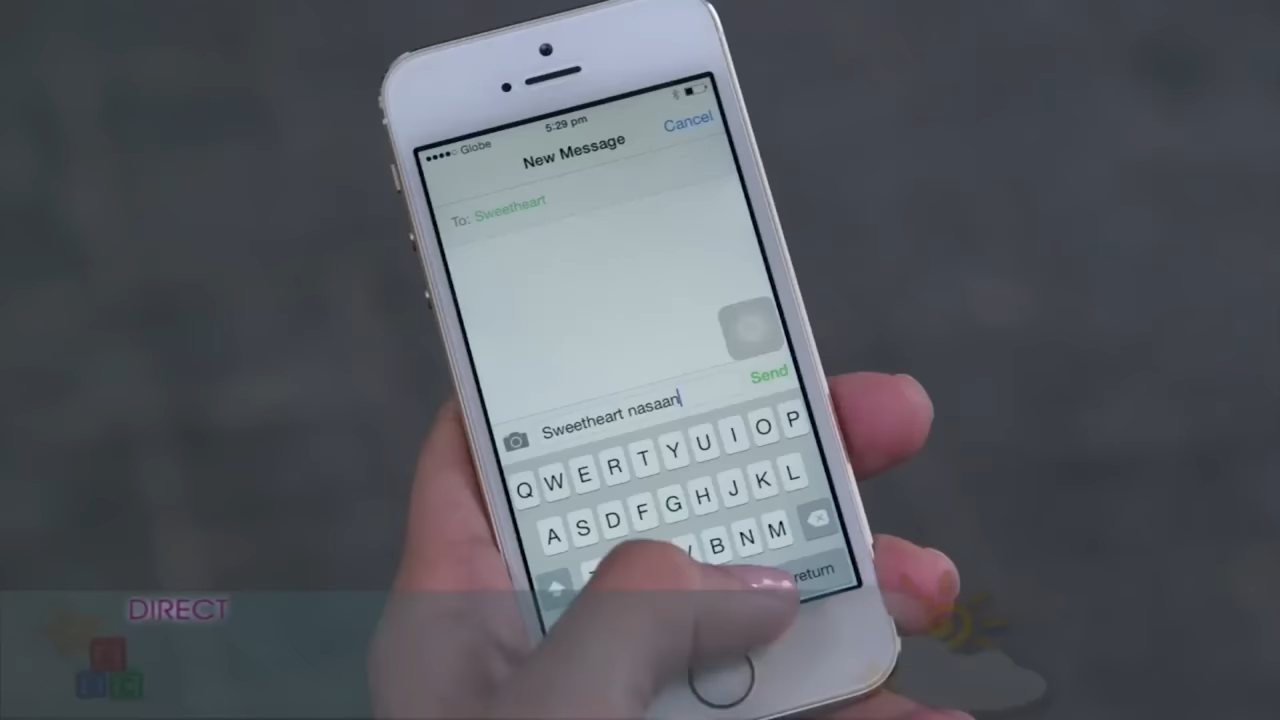 5:29 pm
Globe
New Message
Cancel
To: Sweetheart
Send
Sweetheart nasaan
Q W E R T Y U I O P
A S D F G H J K L
B N M
return
DIRECT